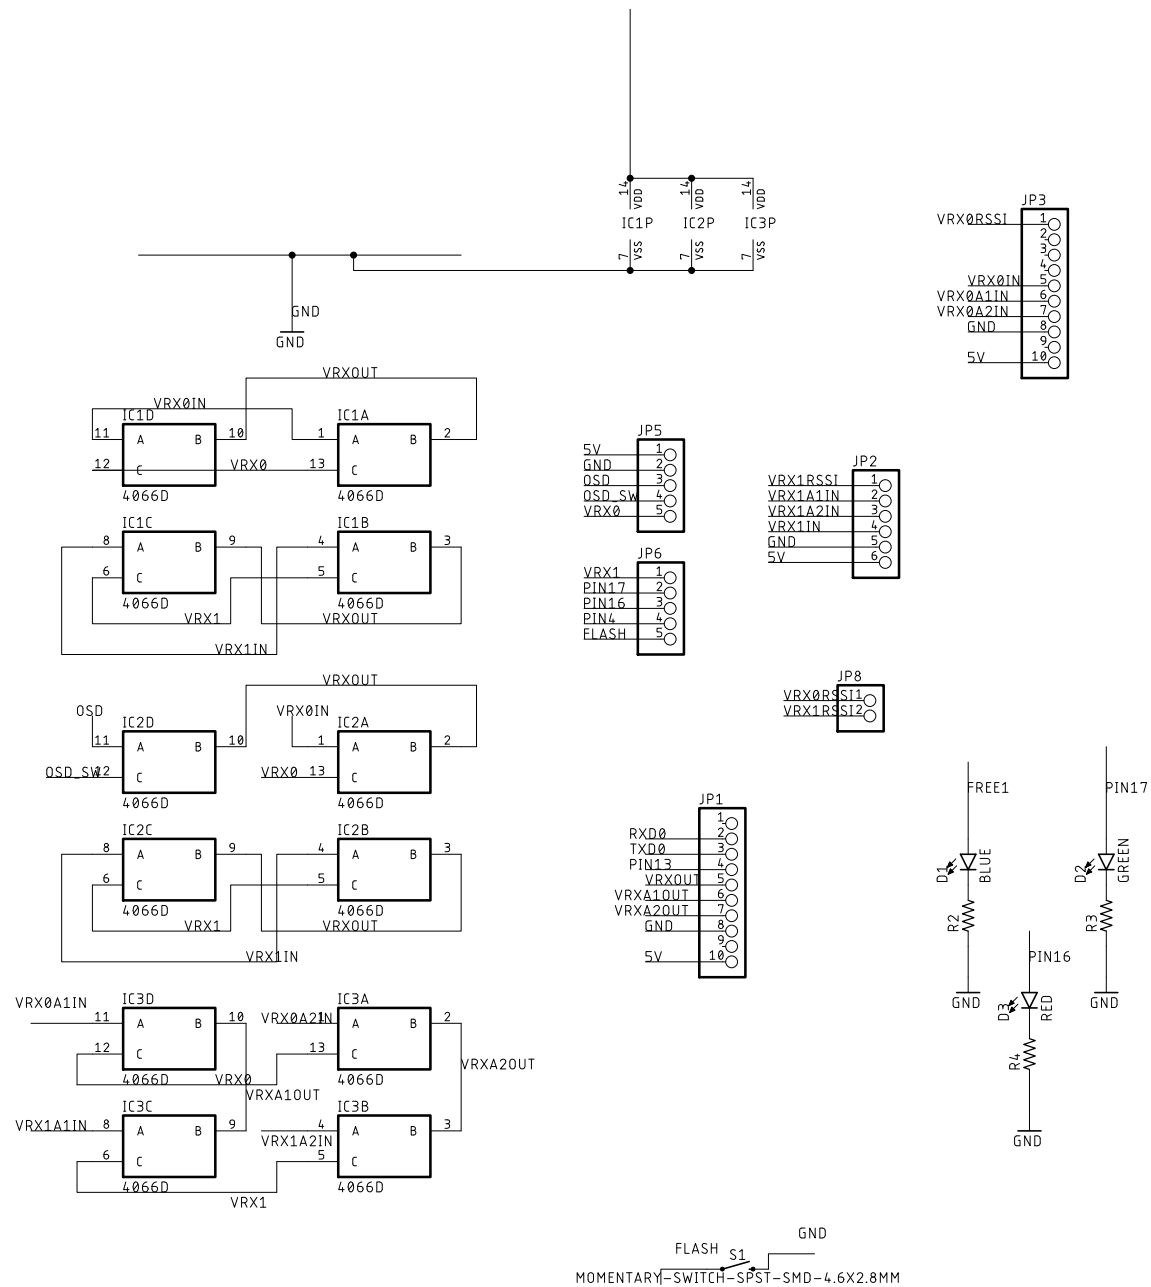 14 VDD 14 VDD 14 VDD
IC1P IC2P IC3P
7 VSS 7 VSS 7 VSS
GND
GND
JP3
VRX0RSSI 1
2
3
4
VRX0IN 5
VRX0A1IN 6
VRX0A2IN 7
GND 8
9
5V 10
VRXOUT
VRX0IN
IC1D IC1A
11 A B 10 1 A B 2
12 C VRX0 13 C
4066D 4066D
IC1C IC1B
8 A B 9 4 A B 3
6 C 5 C
4066D 4066D
VRX1 VRXOUT
VRX1IN
JP5
5V 1
GND 2
OSD 3
OSD_SW 4
VRX0 5
JP2
VRX1RSSI 1
VRX1A1IN 2
VRX1A2IN 3
VRX1IN 4
GND 5
5V 6
JP6
VRX1 1
PIN17 2
PIN16 3
PIN4 4
FLASH 5
JP8
VRX0RSSI 1
VRX1RSSI 2
VRXOUT
OSD VRX0IN
IC2D IC2A
11 A B 10 1 A B 2
OSD_SW 12 C VRX0 13 C
4066D 4066D
IC2C IC2B
8 A B 9 4 A B 3
6 C 5 C
4066D 4066D
VRX1 VRXOUT
VRX1IN
JP1
1
RXD0 2
TXD0 3
PIN13 4
VRXOUT 5
VRXA1OUT 6
VRXA2OUT 7
GND 8
9
5V 10
FREE1
D1 BLUE
R2
GND
PIN17
D2 GREEN
R3
GND
PIN16
D3 RED
R4
GND
IC3D IC3A
VRX0A1IN 11 A B 10 VRX0A2IN 1 A B 2
12 C 13 C
4066D 4066D
VRX0
VRXA1OUT
VRXA2OUT
IC3C IC3B
VRX1A1IN 8 A B 9 4 A B 3
VRX1A2IN
6 C 5 C
4066D 4066D
VRX1
GND
FLASH S1
MOMENTARY-SWITCH-SPST-SMD-4.6X2.8MM